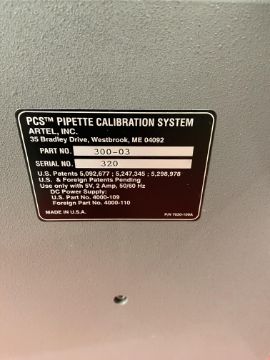 PCS™ PIPETTE CALIBRATION SYSTEM
ARTEL, INC.
35 Bradley Drive, Westbrook, ME 04092
PART NO. 300-03
SERIAL NO. 320
U.S. Patents 5,092,677 ; 5,247,345 ; 5,298,978
U.S. & Foreign Patents Pending
Use only with 5V, 2 Amp, 50/60 Hz
DC Power Supply:
U.S. Part No. 4000-109
Foreign Part No. 4000-110
MADE IN U.S.A.
P/N 7020-109A